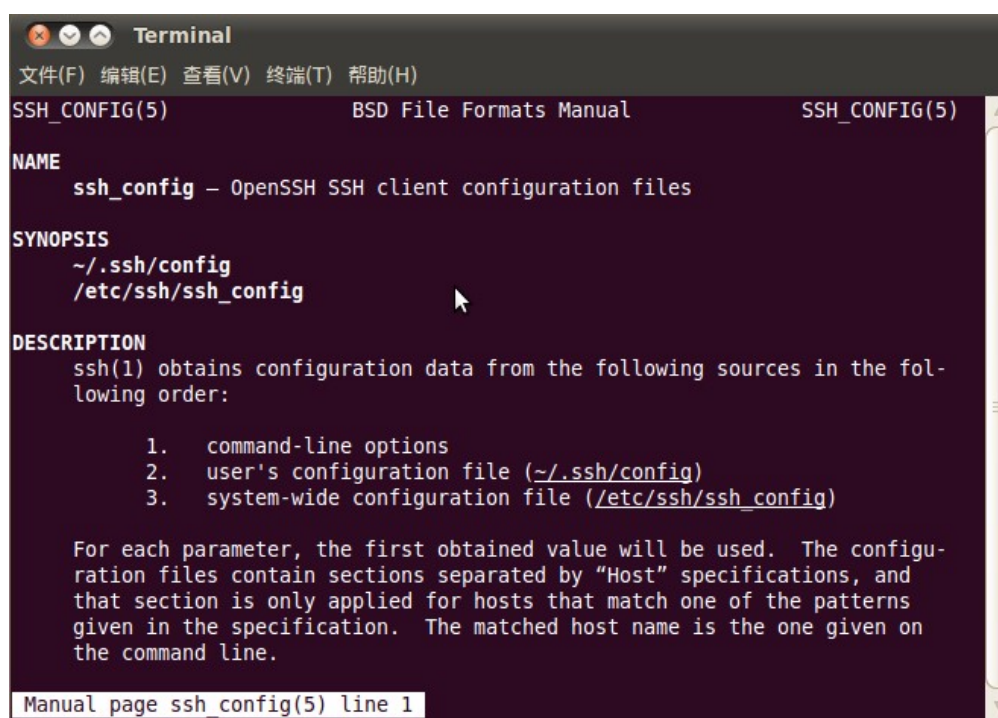 Terminal
文件(F) 编辑(E) 查看(V) 终端(T) 帮助(H)
SSH_CONFIG(5) BSD File Formats Manual SSH_CONFIG(5)
NAME
ssh_config — OpenSSH SSH client configuration files
SYNOPSIS
~/.ssh/config
/etc/ssh/ssh_config
DESCRIPTION
ssh(1) obtains configuration data from the following sources in the fol-
lowing order:
1. command-line options
2. user's configuration file (~/.ssh/config)
3. system-wide configuration file (/etc/ssh/ssh_config)
For each parameter, the first obtained value will be used. The configu-
ration files contain sections separated by “Host” specifications, and
that section is only applied for hosts that match one of the patterns
given in the specification. The matched host name is the one given on
the command line.
Manual page ssh_config(5) line 1